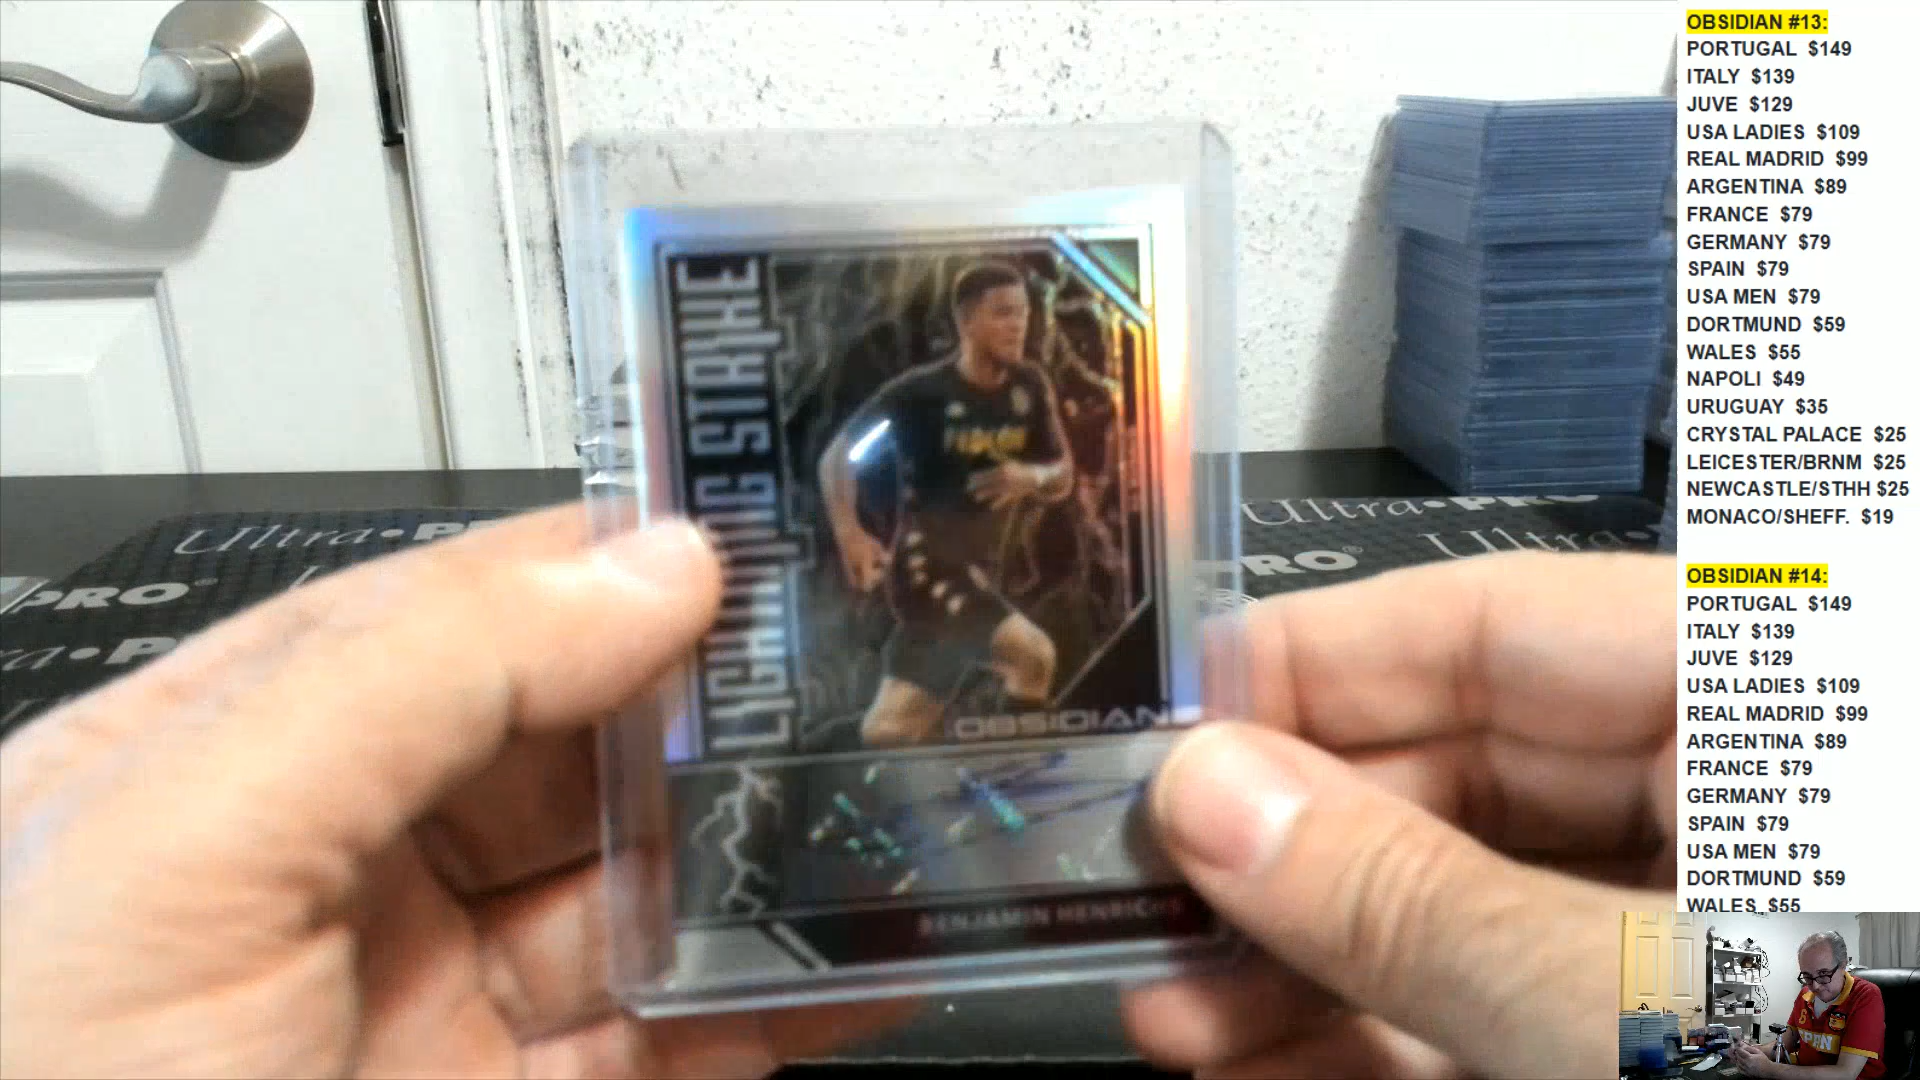 OBSIDIAN #13:
PORTUGAL $149
ITALY $139
JUVE $129
USA LADIES $109
REAL MADRID $99
ARGENTINA $89
FRANCE $79
GERMANY $79
SPAIN $79
USA MEN $79
DORTMUND $59
WALES $55
NAPOLI $49
URUGUAY $35
CRYSTAL PALACE $25
LEICESTER/BRNM $25
NEWCASTLE/STHH $25
MONACO/SHEFF. $19
OBSIDIAN #14:
PORTUGAL $149
ITALY $139
JUVE $129
USA LADIES $109
REAL MADRID $99
ARGENTINA $89
FRANCE $79
GERMANY $79
SPAIN $79
USA MEN $79
DORTMUND $59
WALES $55
LIGHTNING STRIKE
OBSIDIAN
BENJAMIN HENRICHS
Ultra PRO
PRO®
Ultra PRO
PRO®
Ultra